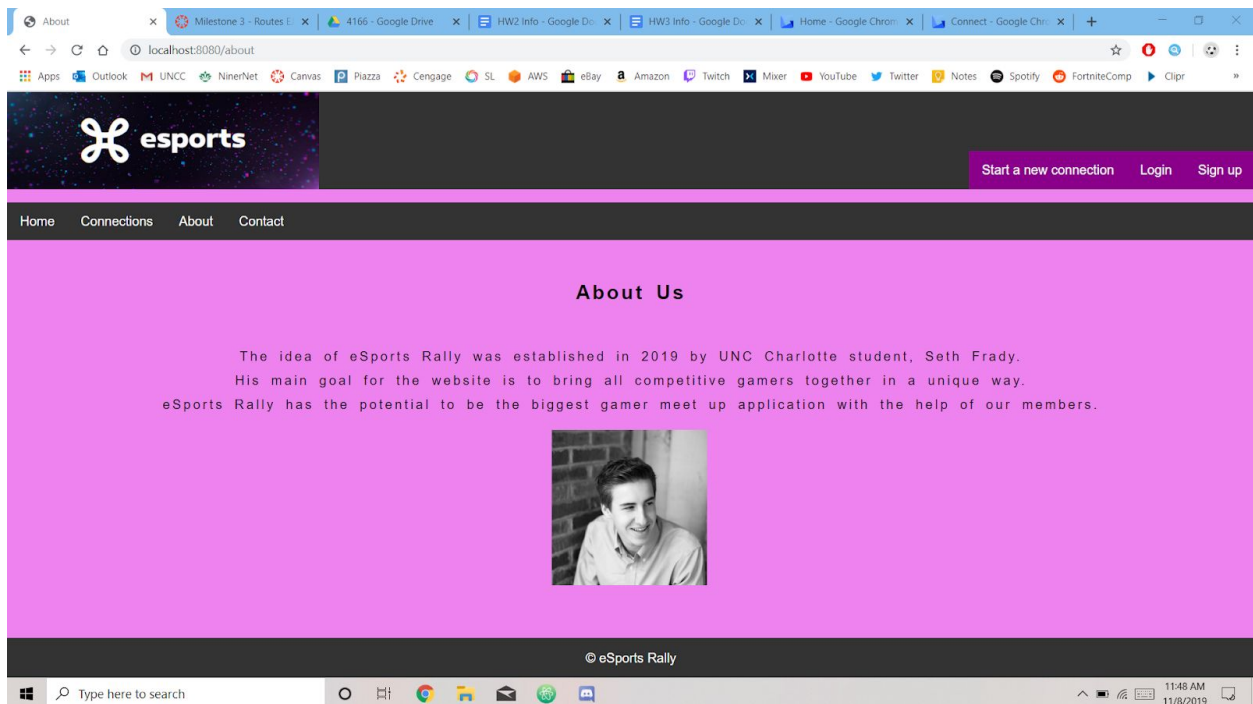 About
Milestone 3 - Routes E
4166 - Google Drive
HW2 Info - Google Do
HW3 Info - Google Do
Home - Google Chrom
Connect - Google Chr
localhost:8080/about
Apps Outlook UNCC NinerNet Canvas Piazza Cengage SL AWS eBay Amazon Twitch Mixer YouTube Twitter Notes Spotify FortniteComp Clipr »
esports
Start a new connection Login Sign up
Home Connections About Contact
About Us
The idea of eSports Rally was established in 2019 by UNC Charlotte student, Seth Frady.
His main goal for the website is to bring all competitive gamers together in a unique way.
eSports Rally has the potential to be the biggest gamer meet up application with the help of our members.
© eSports Rally
Type here to search
11:48 AM
11/8/2019